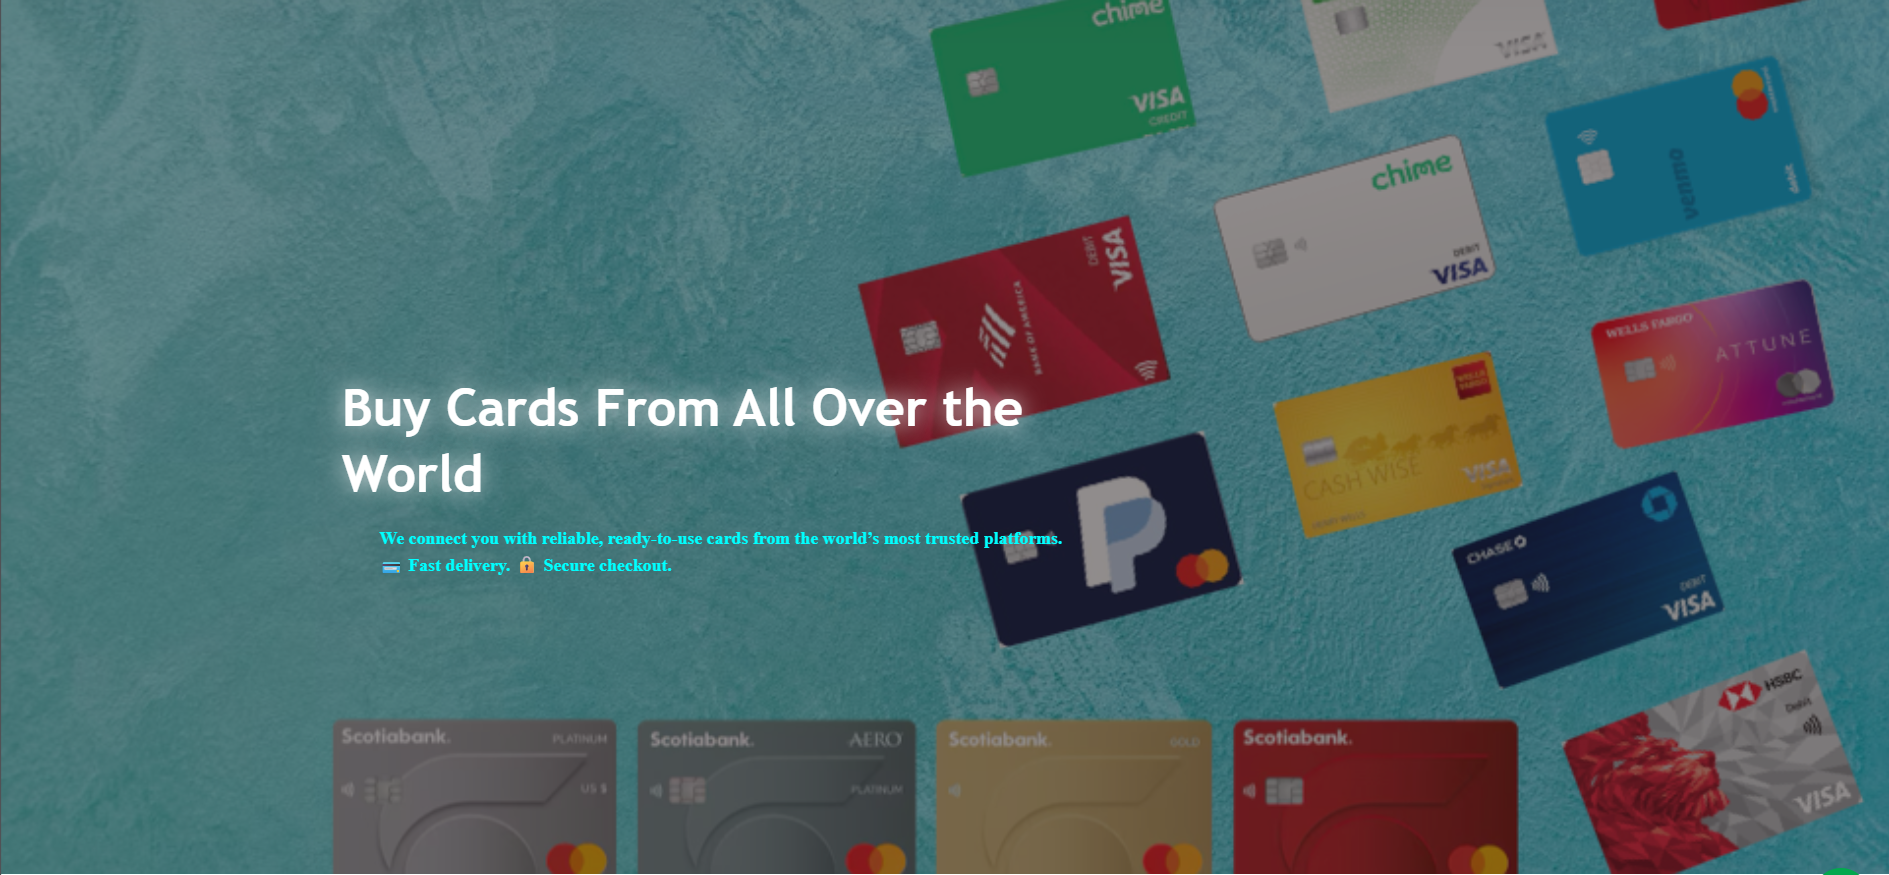 chime
VISA
CREDIT
VISA
chime
DEBIT
VISA
venmo
debit
DEBIT
VISA
BANK OF AMERICA
WELLS FARGO
ATTUNE
Buy Cards From All Over the
World
WELLS
FARGO
CASH WISE
VISA
We connect you with reliable, ready-to-use cards from the world’s most trusted platforms.
💳 Fast delivery. 🔒 Secure checkout.
CHASE
DEBIT
VISA
HSBC
Debit
VISA
Scotiabank.
PLATINUM
US $
Scotiabank.
AERO
PLATINUM
Scotiabank.
GOLD
Scotiabank.